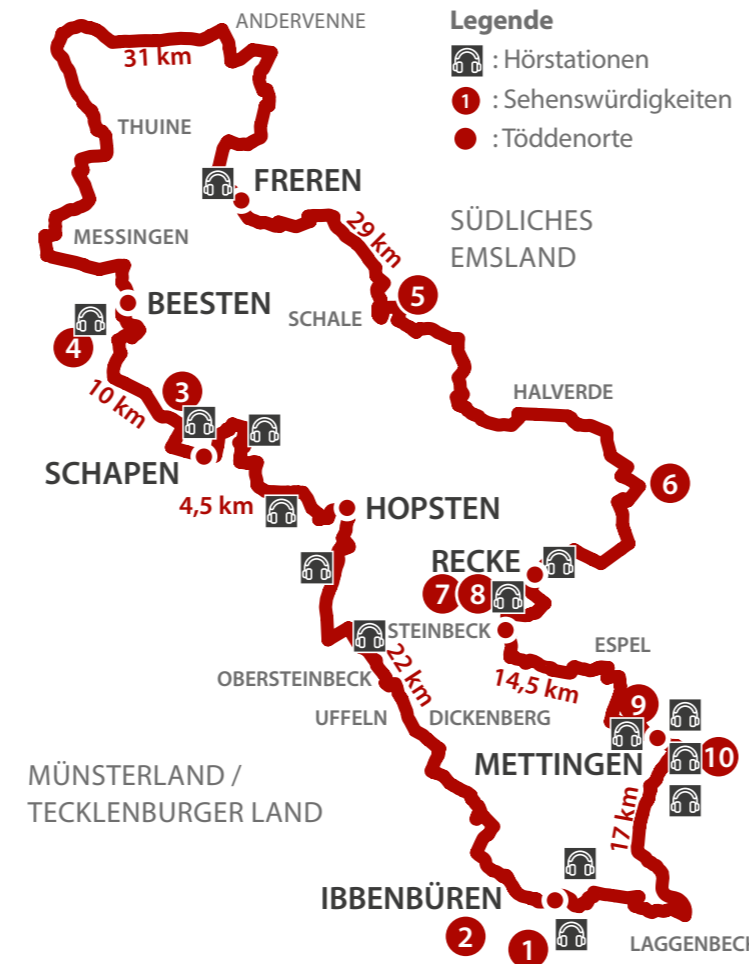 ANDERVENNE
31 km
Legende
: Hörstationen
1 : Sehenswürdigkeiten
: Töddenorte
THUINE
FREREN
SÜDLICHES
EMSLAND
29 km
MESSINGEN
BEESTEN
5
SCHALE
4
3
10 km
HALVERDE
SCHAPEN
4,5 km
HOPSTEN
6
RECKE
7 8
STEINBECK
ESPEL
22 km
OBERSTEINBECK
14,5 km
UFFELN
DICKENBERG
9
METTINGEN
10
MÜNSTERLAND /
TECKLENBURGER LAND
17 km
IBBENBÜREN
2
1
LAGGENBECK